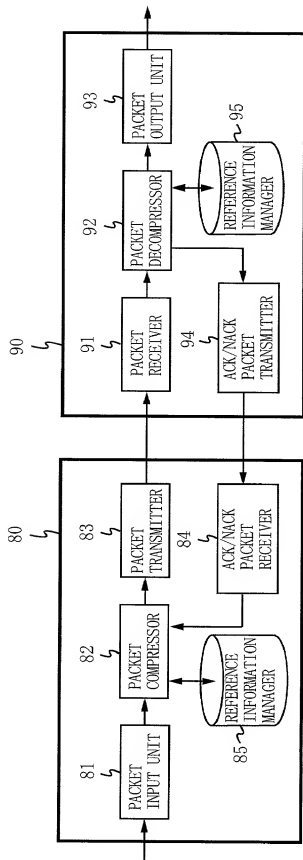 80
81
PACKET
INPUT UNIT
82
PACKET
COMPRESSOR
83
PACKET
TRANSMITTER
84
ACK/NACK
PACKET
RECEIVER
85
REFERENCE
INFORMATION
MANAGER
90
91
PACKET
RECEIVER
92
PACKET
DECOMPRESSOR
93
PACKET
OUTPUT UNIT
94
ACK/NACK
PACKET
TRANSMITTER
95
REFERENCE
INFORMATION
MANAGER